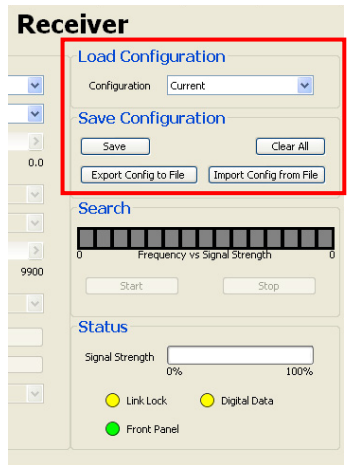 Receiver
Load Configuration
Configuration Current
Save Configuration
Save Clear All
0.0
Export Config to File Import Config from File
Search
0 Frequency vs Signal Strength 0
9900
Start Stop
Status
Signal Strength
0% 100%
Link Lock Digital Data
Front Panel